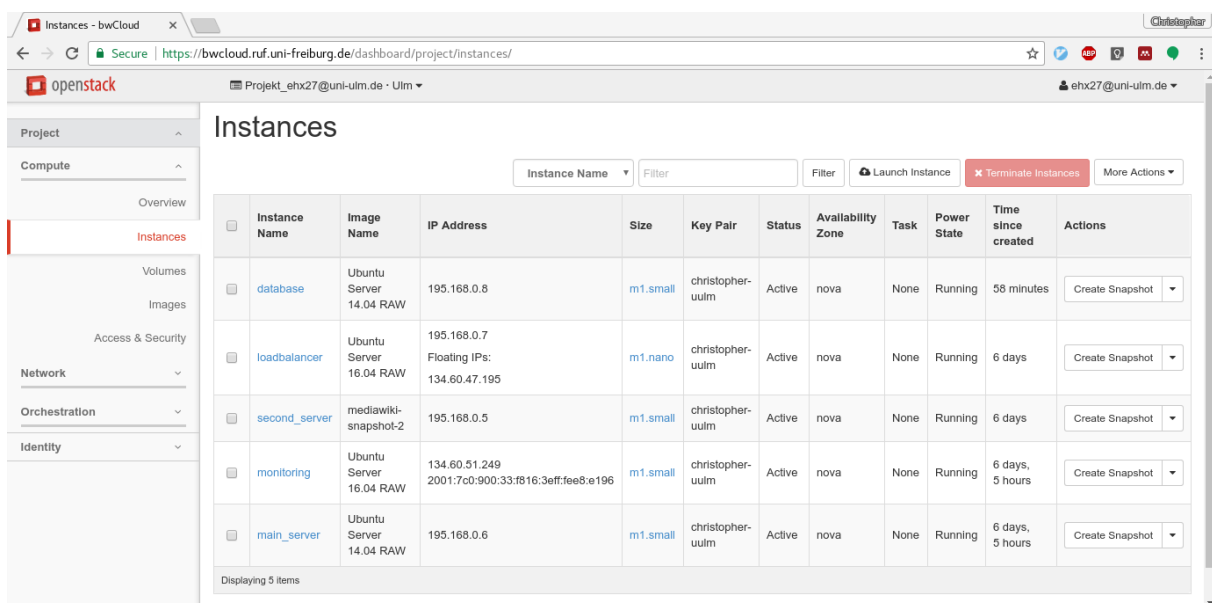 Instances - bwCloud
Christopher
Secure | https://bwcloud.ruf.uni-freiburg.de/dashboard/project/instances/
ABP
openstack
Projekt_ehx27@uni-ulm.de · Ulm
ehx27@uni-ulm.de
Project
Compute
Overview
Instances
Volumes
Images
Access & Security
Network
Orchestration
Identity
Instances
Instance Name
Filter
Filter
Launch Instance
Terminate Instances
More Actions
Instance Name
Image Name
IP Address
Size
Key Pair
Status
Availability Zone
Task
Power State
Time since created
Actions
database
Ubuntu
Server
14.04 RAW
195.168.0.8
m1.small
christopher-
uulm
Active
nova
None
Running
58 minutes
Create Snapshot
loadbalancer
Ubuntu
Server
16.04 RAW
195.168.0.7
Floating IPs:
134.60.47.195
m1.nano
christopher-
uulm
Active
nova
None
Running
6 days
Create Snapshot
second_server
mediawiki-
snapshot-2
195.168.0.5
m1.small
christopher-
uulm
Active
nova
None
Running
6 days
Create Snapshot
monitoring
Ubuntu
Server
16.04 RAW
134.60.51.249
2001:7c0:900:33:f816:3eff:fee8:e196
m1.small
christopher-
uulm
Active
nova
None
Running
6 days,
5 hours
Create Snapshot
main_server
Ubuntu
Server
14.04 RAW
195.168.0.6
m1.small
christopher-
uulm
Active
nova
None
Running
6 days,
5 hours
Create Snapshot
Displaying 5 items